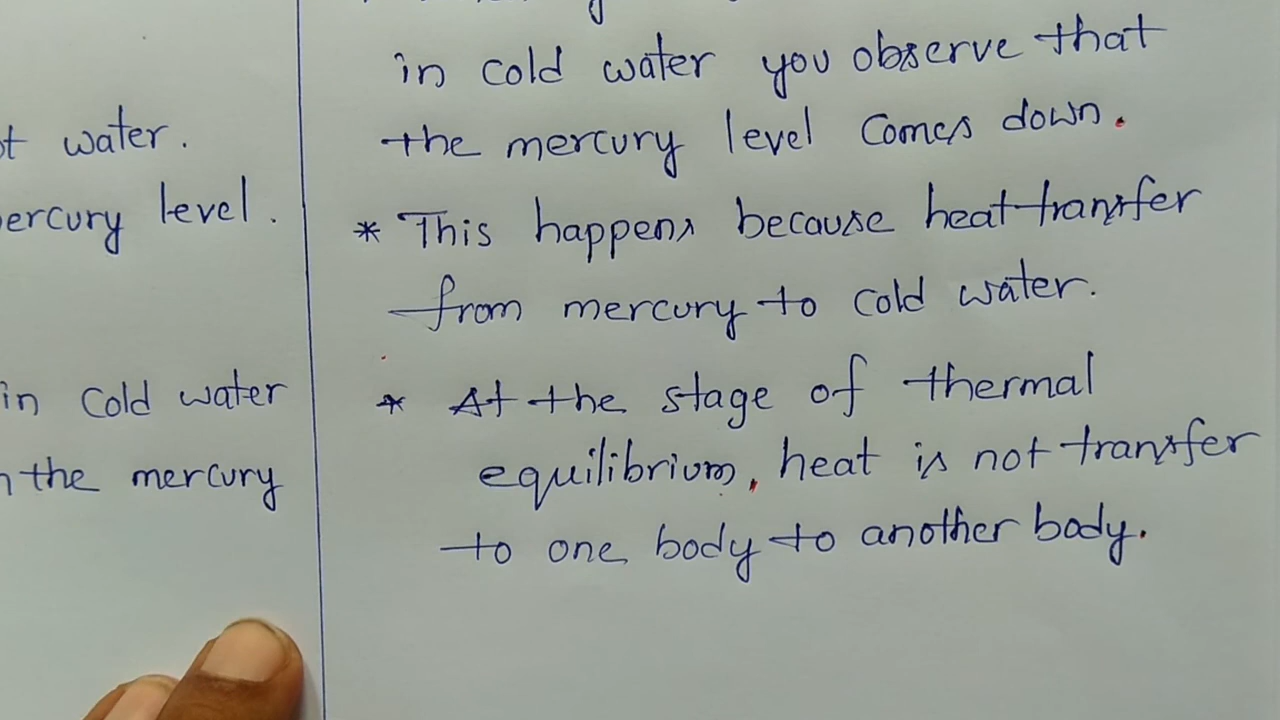 water.
level.
in cold water
the mercury
in cold water you observe that
the mercury level comes down.
* This happens because heat transfer
from mercury to cold water.
* At the stage of thermal
equilibrium, heat is not transfer
to one body to another body.